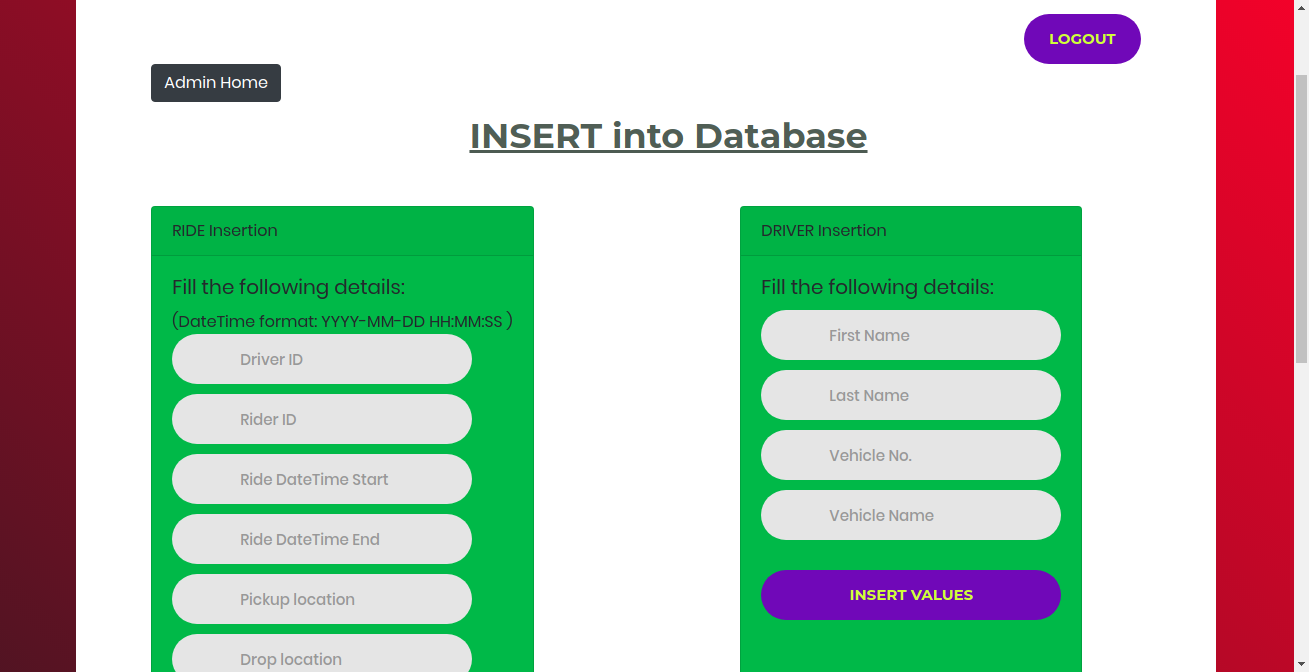 LOGOUT
Admin Home
INSERT into Database
RIDE Insertion
Fill the following details:
(DateTime format: YYYY-MM-DD HH:MM:SS )
Driver ID
Rider ID
Ride DateTime Start
Ride DateTime End
Pickup location
Drop location
DRIVER Insertion
Fill the following details:
First Name
Last Name
Vehicle No.
Vehicle Name
INSERT VALUES